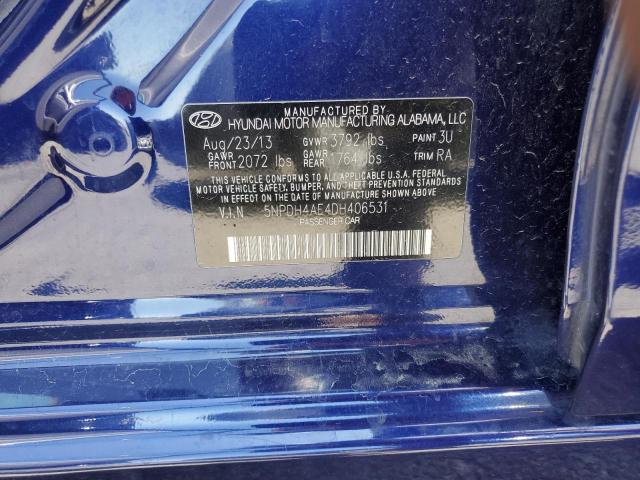 MANUFACTURED BY
HYUNDAI MOTOR MANUFACTURING ALABAMA, LLC
Aug/23/13 GVWR 3792 lbs PAINT 3U
GAWR FRONT 2072 lbs GAWR REAR 1764 lbs TRIM RA
THIS VEHICLE CONFORMS TO ALL APPLICABLE U.S.A. FEDERAL
MOTOR VEHICLE SAFETY, BUMPER, AND THEFT PREVENTION STANDARDS
IN EFFECT ON THE DATE OF MANUFACTURE SHOWN ABOVE.
V.I.N 5NPDH4AE4DH406531
PASSENGER CAR